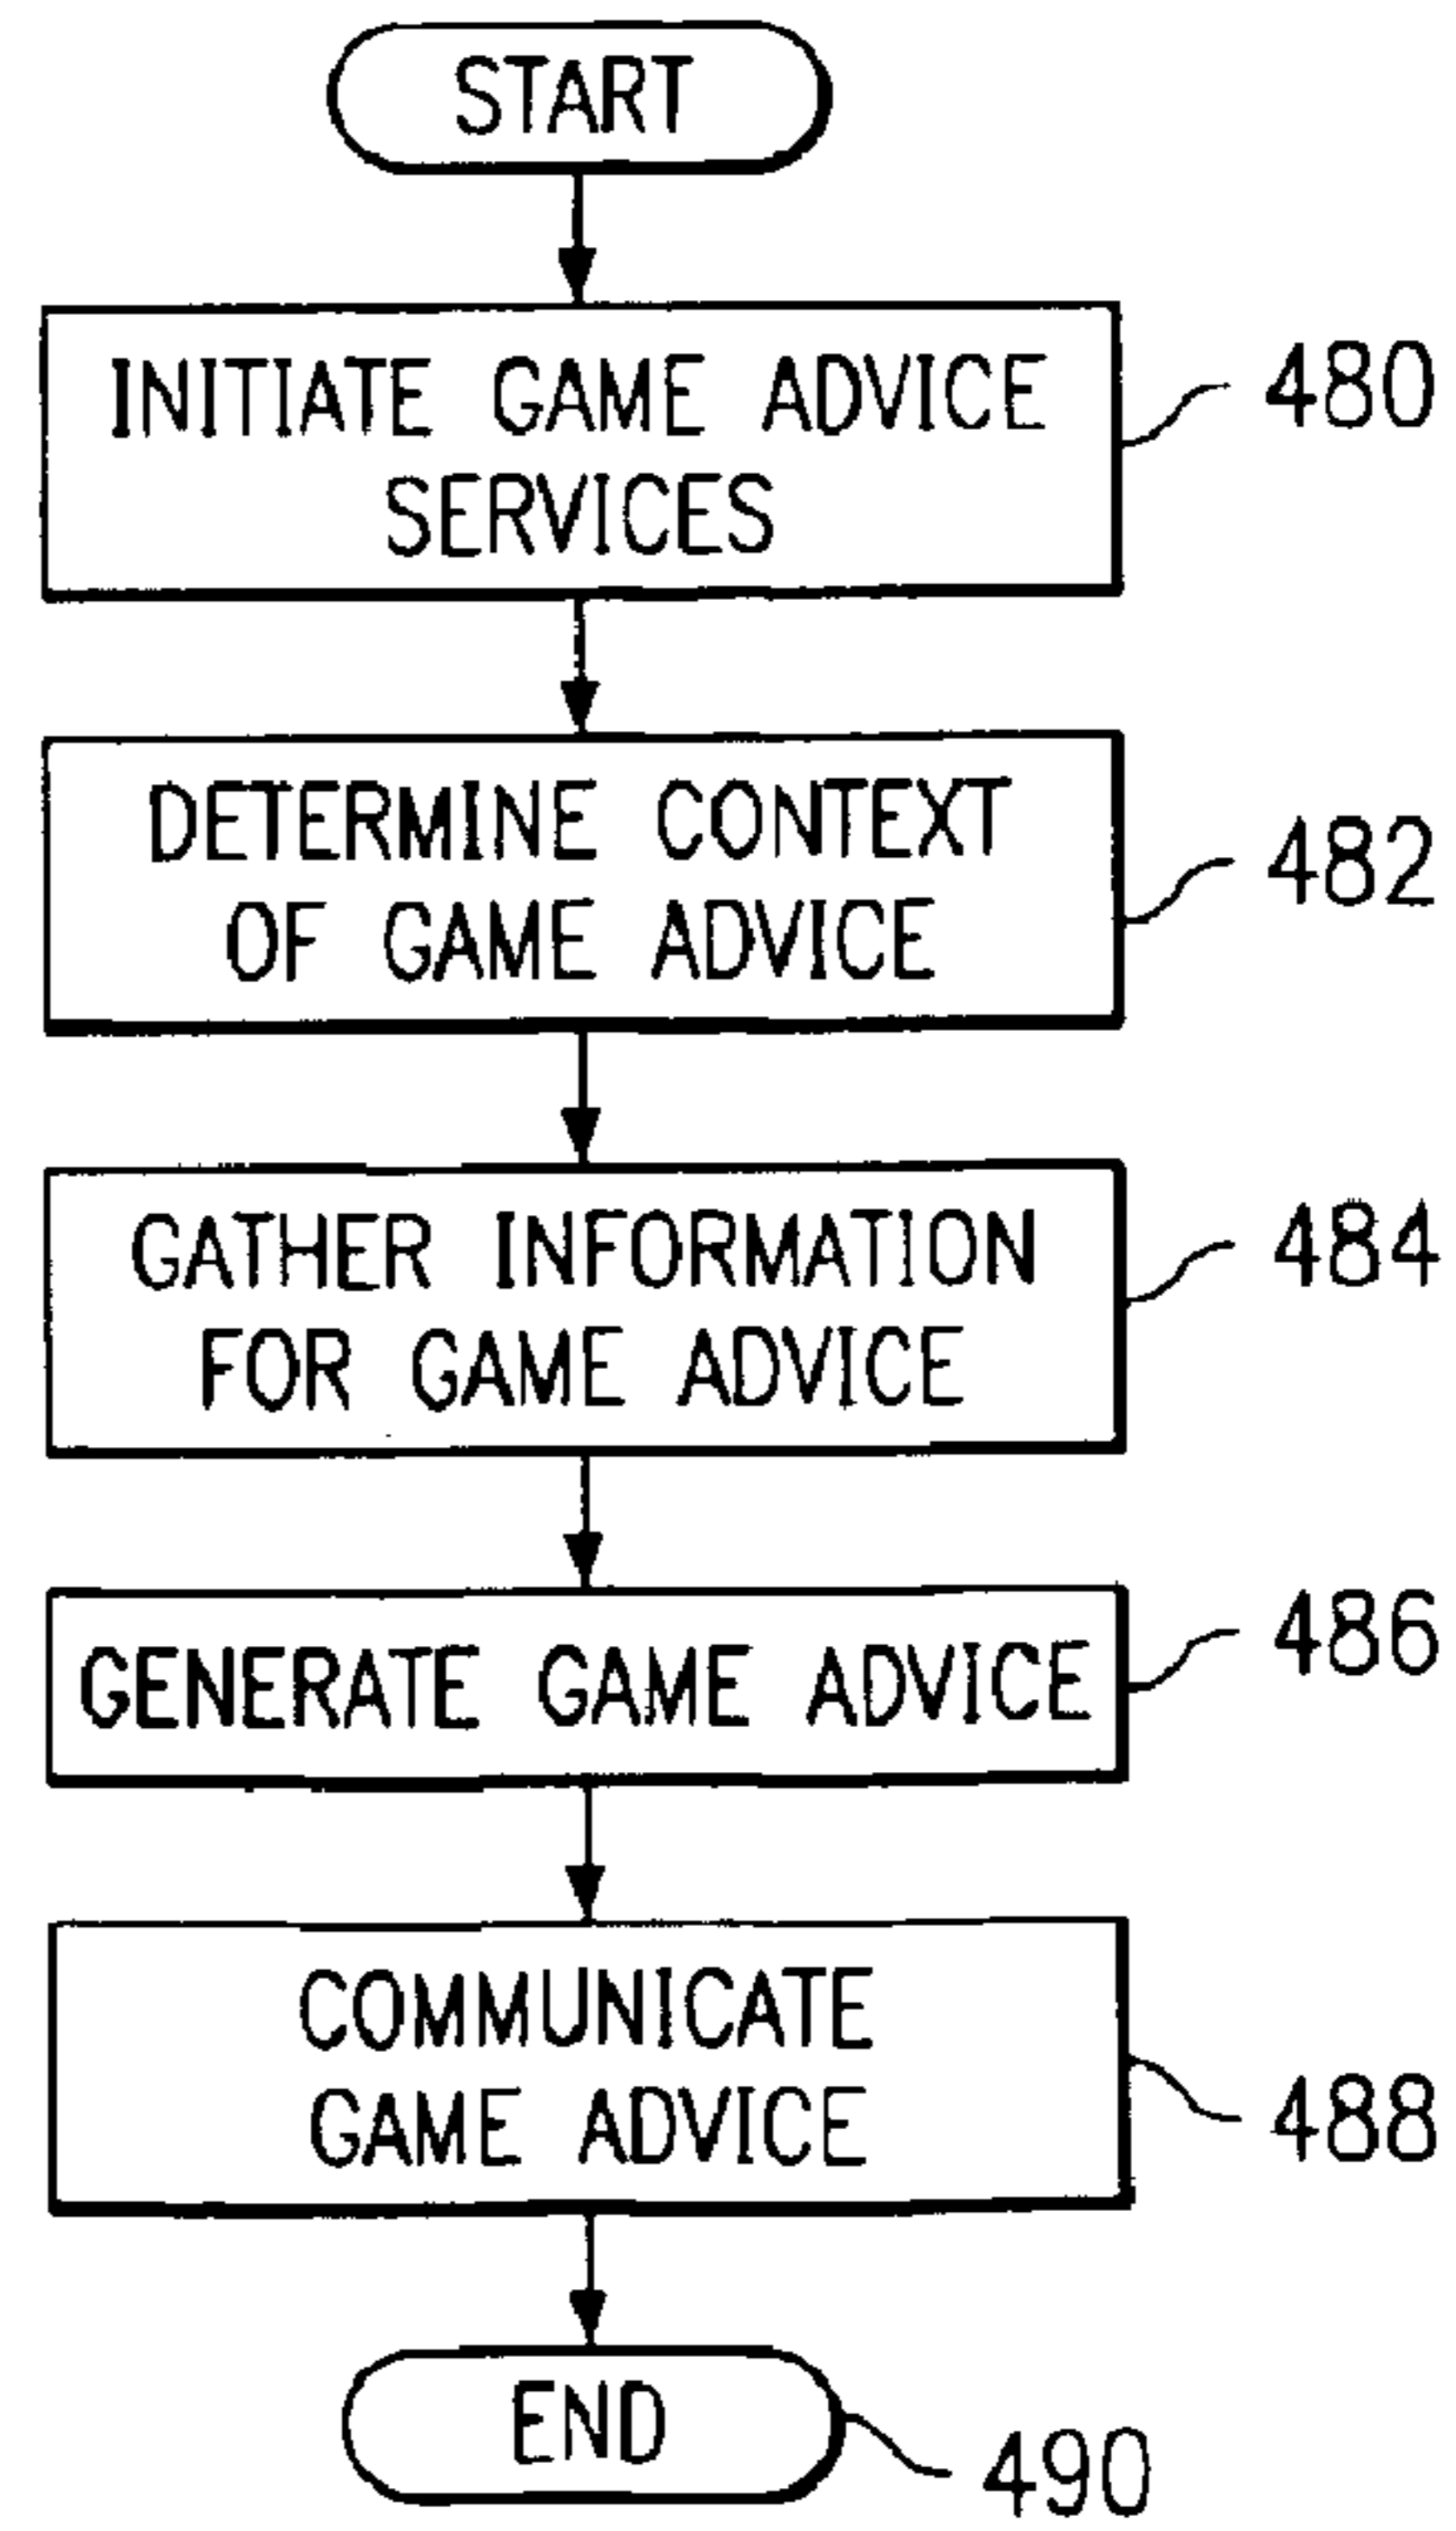 START
INITIATE GAME ADVICE
SERVICES
480
DETERMINE CONTEXT
OF GAME ADVICE
482
GATHER INFORMATION
FOR GAME ADVICE
484
GENERATE GAME ADVICE
486
COMMUNICATE
GAME ADVICE
488
END
490